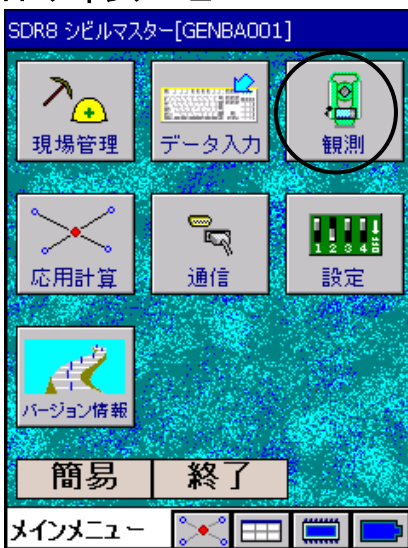 SDR8 シビルマスター[GENBA001]
現場管理 データ入力 観測
応用計算 通信 1 2 3 4 OFF 設定
バージョン情報
簡易 終了
メインメニュー